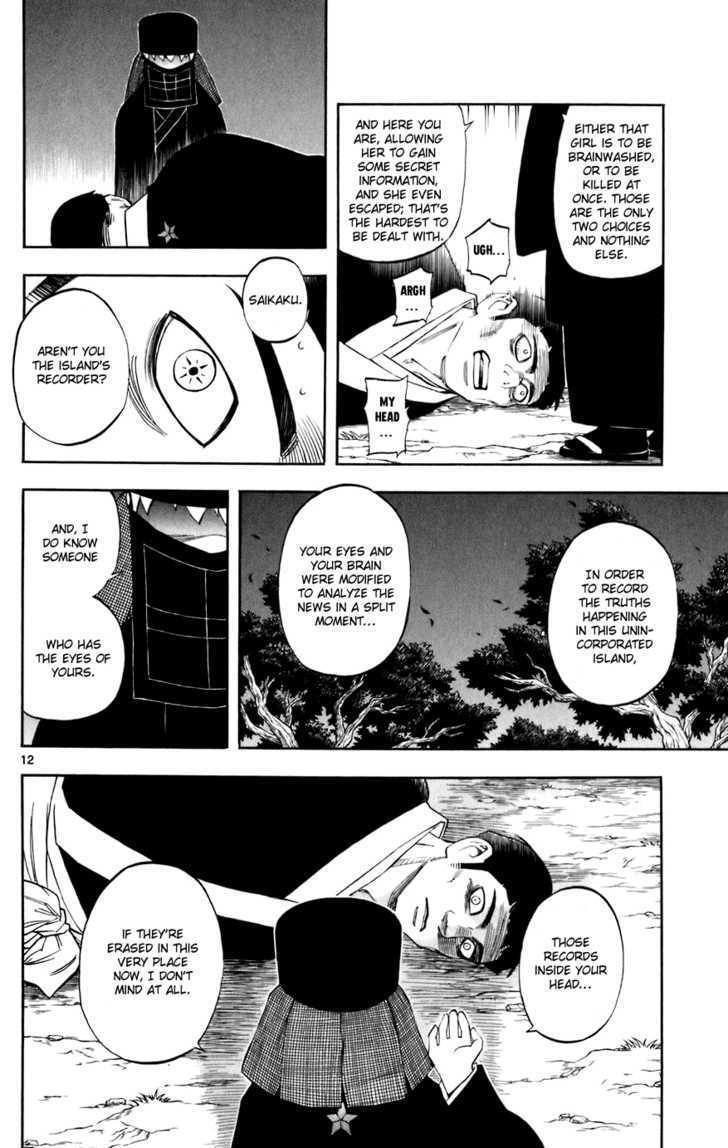 EITHER THAT
GIRL IS TO BE
BRAINWASHED,
OR TO BE
KILLED AT
ONCE. THOSE
ARE THE ONLY
TWO CHOICES
AND NOTHING
ELSE.
AND HERE YOU
ARE, ALLOWING
HER TO GAIN
SOME SECRET
INFORMATION,
AND SHE EVEN
ESCAPED; THAT'S
THE HARDEST TO
BE DEALT WITH.
UGH...
ARGH
...
MY
HEAD
...
SAIKAKU.
AREN'T YOU
THE ISLAND'S
RECORDER?
IN ORDER
TO RECORD
THE TRUTHS
HAPPENING
IN THIS UNIN-
CORPORATED
ISLAND,
YOUR EYES AND
YOUR BRAIN
WERE MODIFIED
TO ANALYZE THE
NEWS IN A SPLIT
MOMENT...
AND, I
DO KNOW
SOMEONE
WHO HAS
THE EYES OF
YOURS.
12
THOSE
RECORDS
INSIDE YOUR
HEAD...
IF THEY'RE
ERASED IN THIS
VERY PLACE
NOW, I DON'T
MIND AT ALL.